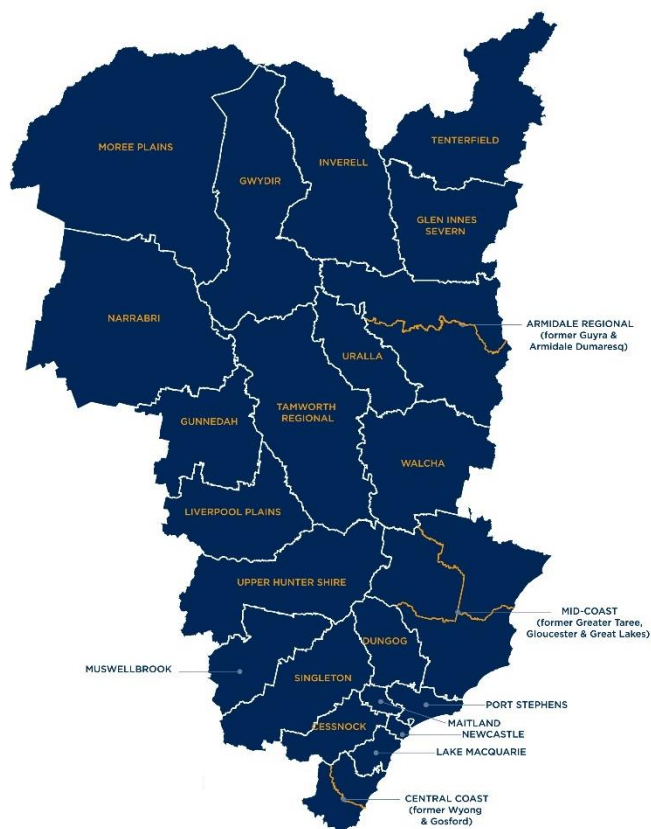 TENTERFIELD
MOREE PLAINS
INVERELL
GWYDIR
GLEN INNES
SEVERN
NARRABRI
ARMIDALE REGIONAL
(former Guyra &
Armidale Dumaresq)
URALLA
TAMWORTH
REGIONAL
GUNNEDAH
WALCHA
LIVERPOOL PLAINS
UPPER HUNTER SHIRE
MID-COAST
(former Greater Taree,
Gloucester & Great Lakes)
DUNGOG
MUSWELLBROOK
SINGLETON
PORT STEPHENS
MAITLAND
CESSNOCK
NEWCASTLE
LAKE MACQUARIE
CENTRAL COAST
(former Wyong
& Gosford)